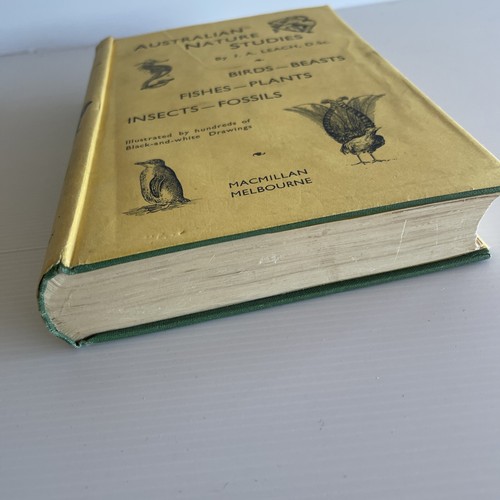 AUSTRALIAN
NATURE STUDIES
By J. A. LEACH, D.Sc.
BIRDS—BEASTS
FISHES—PLANTS
INSECTS—FOSSILS
Illustrated by hundreds of
Black-and-white Drawings
MACMILLAN
MELBOURNE